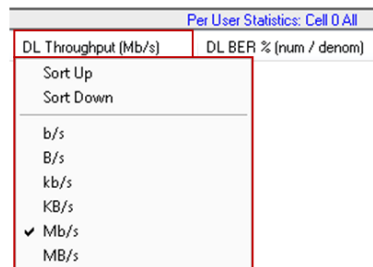 Per User Statistics: Cell 0 All
DL Throughput (Mb/s) DL BER % (num / denom)
Sort Up
Sort Down
b/s
B/s
kb/s
KB/s
✔ Mb/s
MB/s